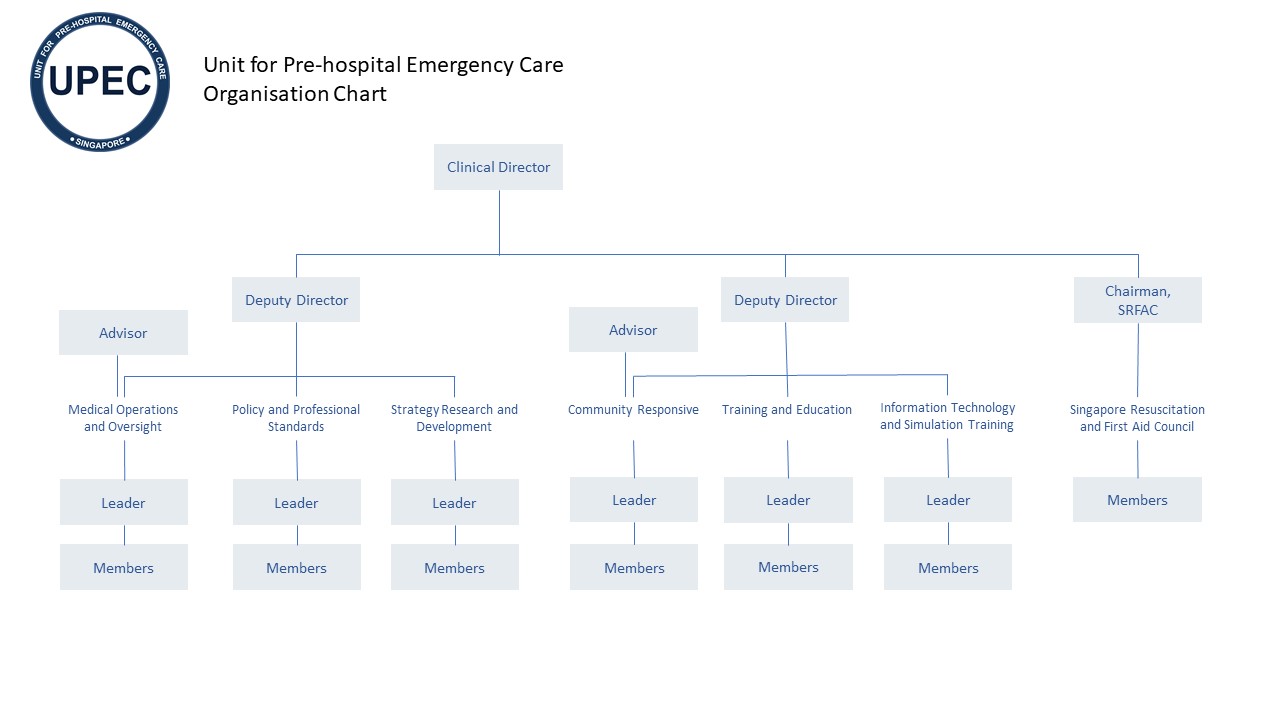 UNIT FOR PRE-HOSPITAL EMERGENCY CARE
UPEC
• SINGAPORE •
Unit for Pre-hospital Emergency Care
Organisation Chart
Clinical Director
Deputy Director
Deputy Director
Chairman,
SRFAC
Advisor
Advisor
Medical Operations
and Oversight
Policy and Professional
Standards
Strategy Research and
Development
Community Responsive
Training and Education
Information Technology
and Simulation Training
Singapore Resuscitation
and First Aid Council
Leader
Leader
Leader
Leader
Leader
Leader
Members
Members
Members
Members
Members
Members
Members